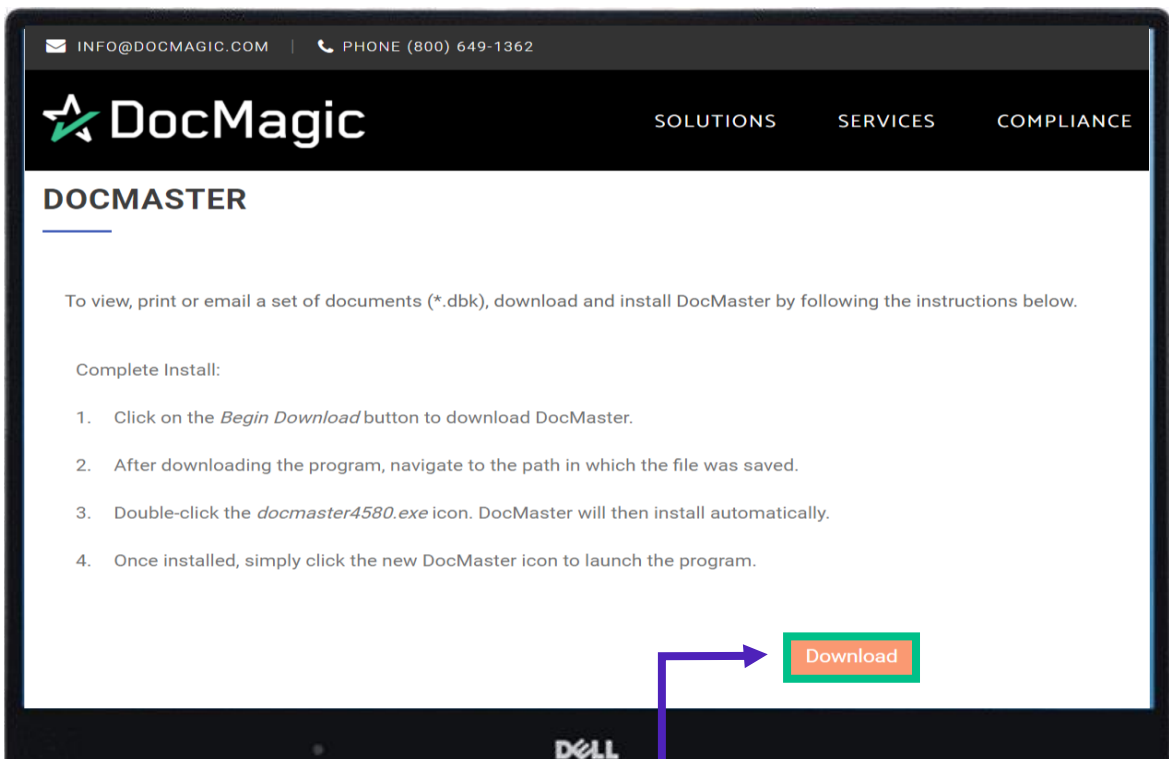 INFO@DOCMAGIC.COM | PHONE (800) 649-1362
DocMagic
SOLUTIONS SERVICES COMPLIANCE
DOCMASTER
To view, print or email a set of documents (*.dbk), download and install DocMaster by following the instructions below.
Complete Install:
1. Click on the Begin Download button to download DocMaster.
2. After downloading the program, navigate to the path in which the file was saved.
3. Double-click the docmaster4580.exe icon. DocMaster will then install automatically.
4. Once installed, simply click the new DocMaster icon to launch the program.
Download
DELL